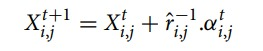 $X_{i,j}^{t+1} = X_{i,j}^{t} + \hat{r}_{i,j}^{-1} . \alpha_{i,j}^{t}$